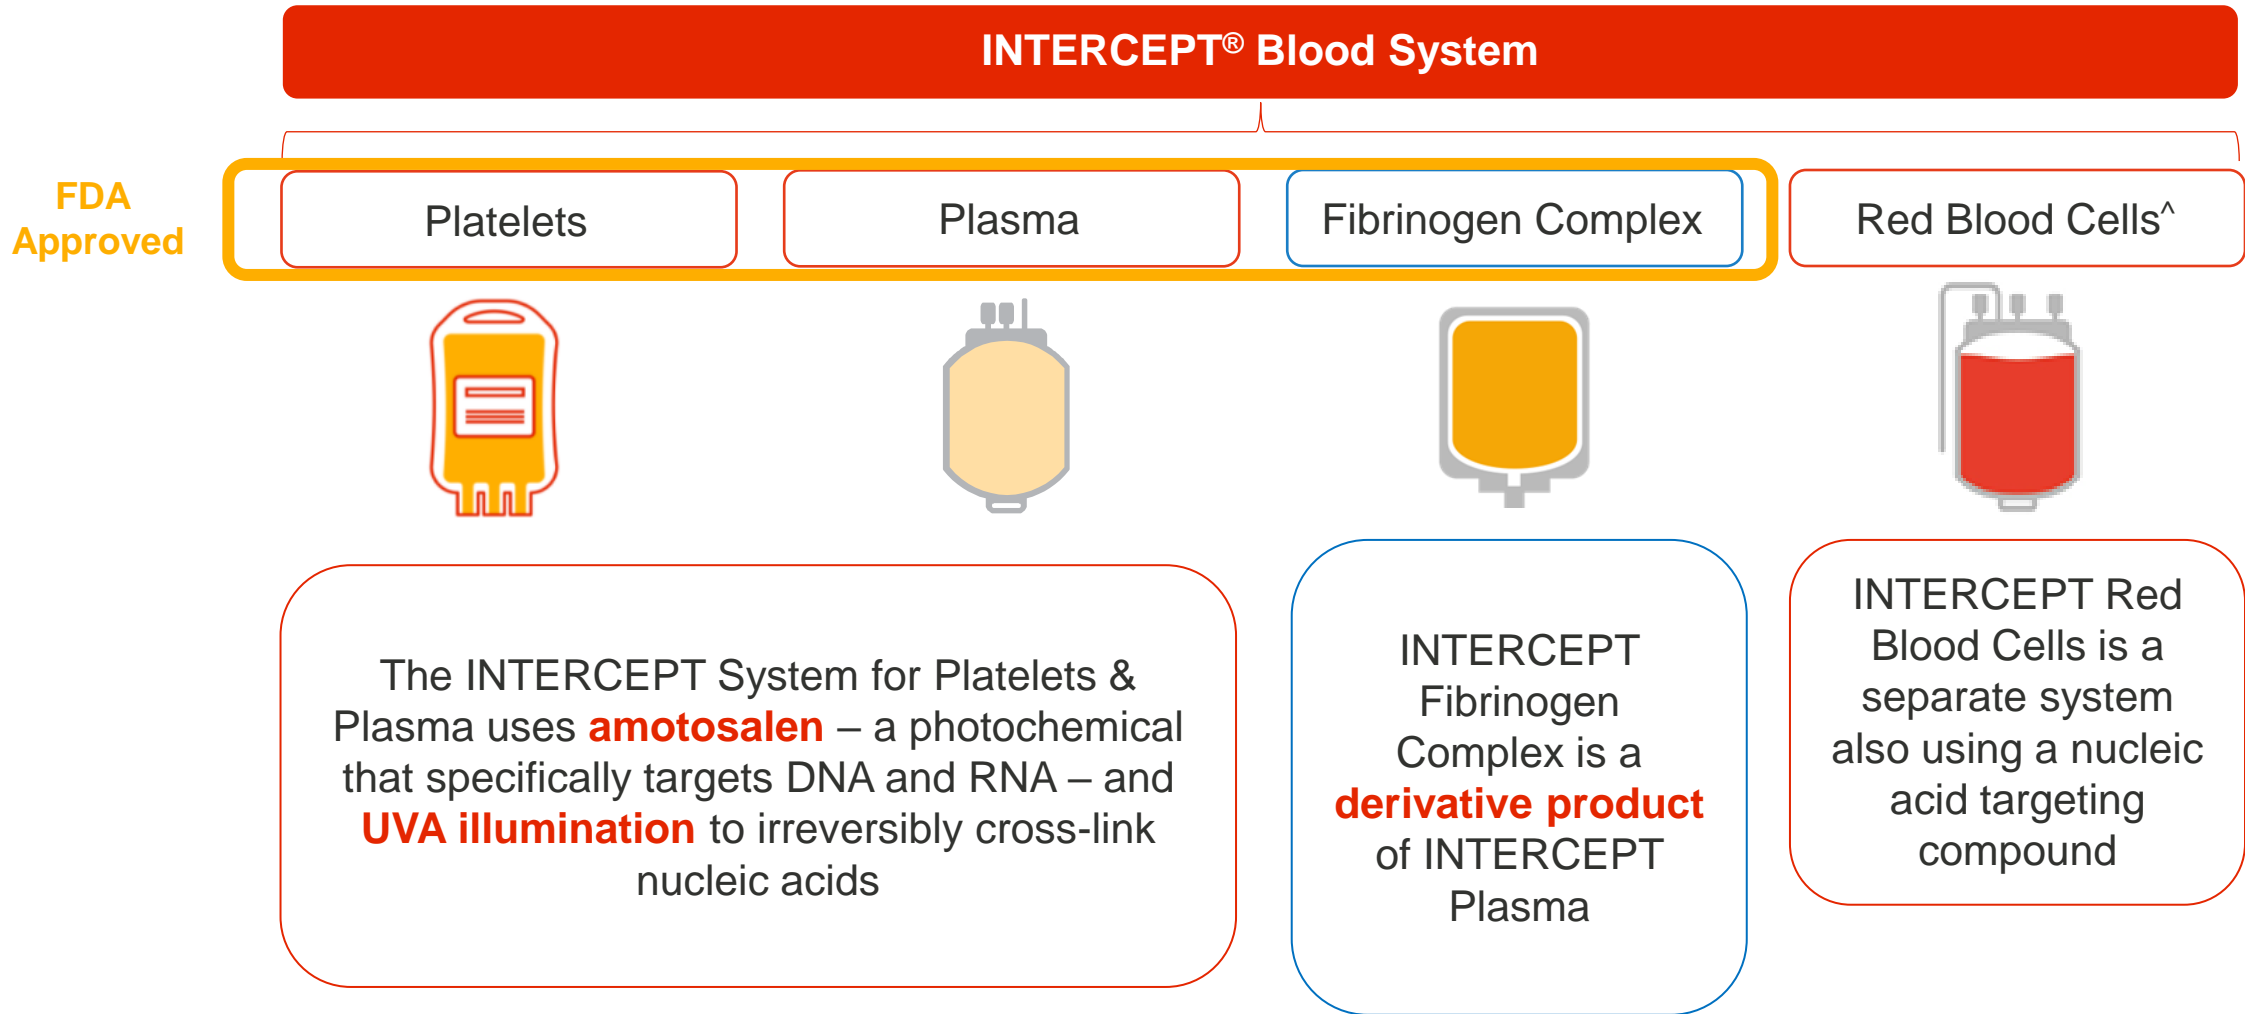 INTERCEPT® Blood System
FDA
Approved
Platelets
Plasma
Fibrinogen Complex
Red Blood Cells^
The INTERCEPT System for Platelets &
Plasma uses amotosalen – a photochemical
that specifically targets DNA and RNA – and
UVA illumination to irreversibly cross-link
nucleic acids
INTERCEPT
Fibrinogen
Complex is a
derivative product
of INTERCEPT
Plasma
INTERCEPT Red
Blood Cells is a
separate system
also using a nucleic
acid targeting
compound